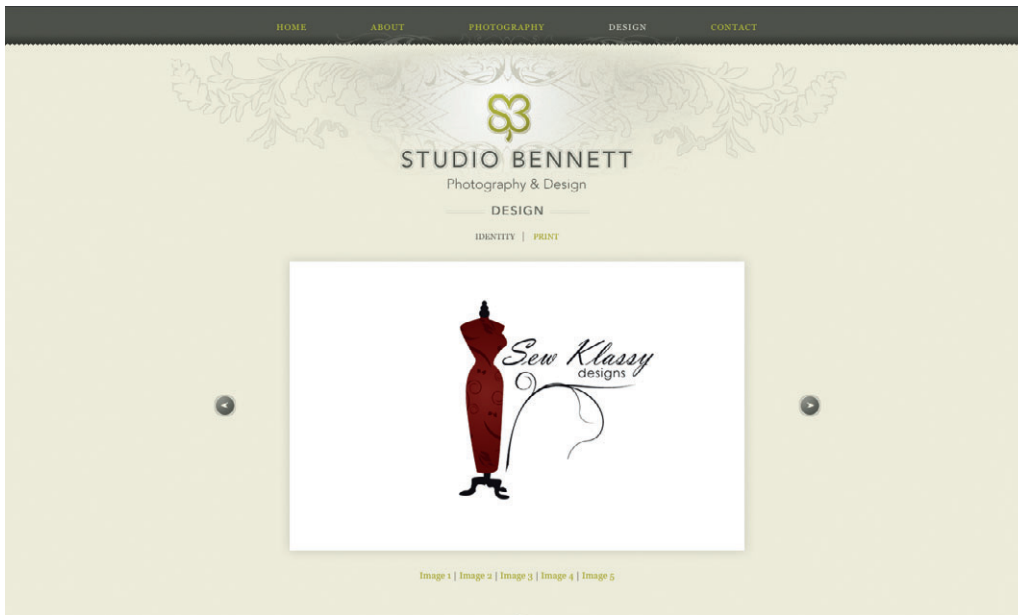 HOME ABOUT PHOTOGRAPHY DESIGN CONTACT
STUDIO BENNETT
Photography & Design
DESIGN
IDENTITY | PRINT
Sew Klassy
designs
Image 1 | Image 2 | Image 3 | Image 4 | Image 5